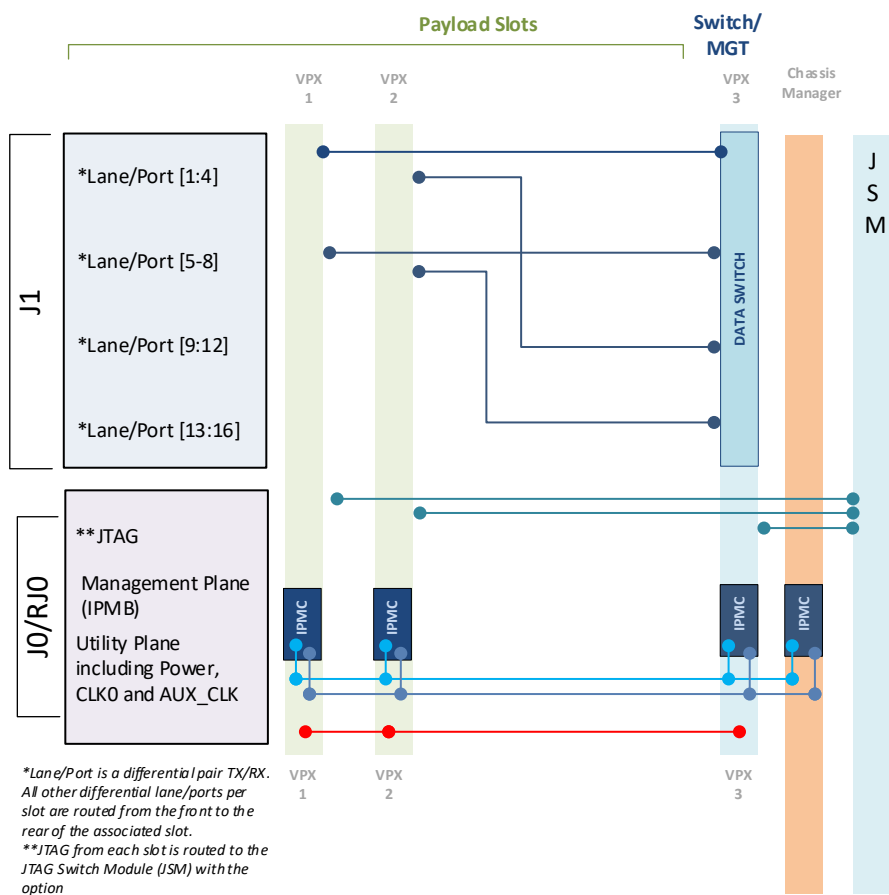 Payload Slots
Switch/
MGT
VPX
1
VPX
2
VPX
3
Chassis
Manager
J1
*Lane/Port [1:4]
*Lane/Port [5-8]
*Lane/Port [9:12]
*Lane/Port [13:16]
DATA SWITCH
J
S
M
J0/RJ0
**JTAG
Management Plane
(IPMB)
Utility Plane
including Power,
CLK0 and AUX_CLK
IPMC
IPMC
IPMC
IPMC
VPX
1
VPX
2
VPX
3
*Lane/Port is a differential pair TX/RX.
All other differential lane/ports per
slot are routed from the front to the
rear of the associated slot.
**JTAG from each slot is routed to the
JTAG Switch Module (JSM) with the
option